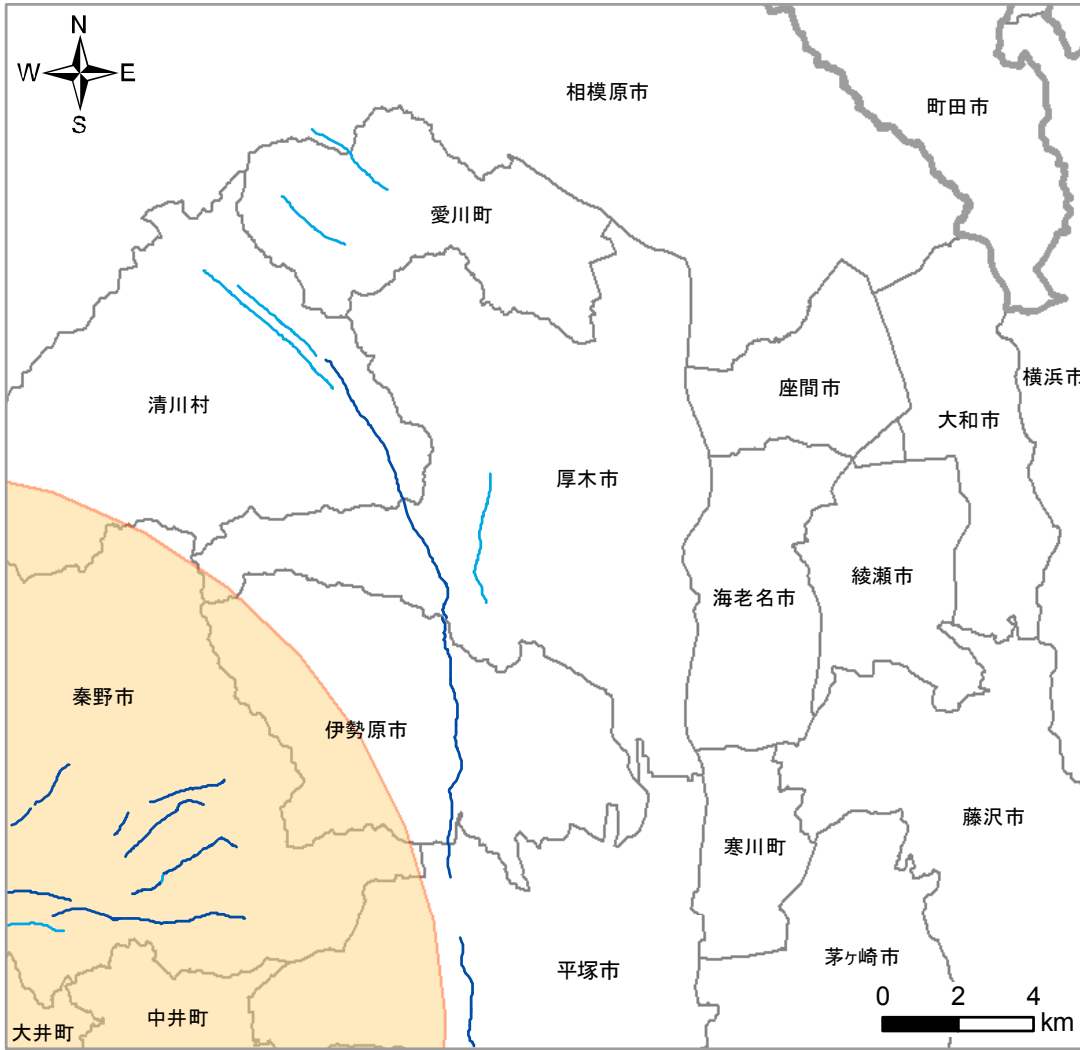 N
W E
S
相模原市
町田市
愛川町
横浜市
座間市
清川村
大和市
厚木市
綾瀬市
海老名市
秦野市
伊勢原市
藤沢市
寒川町
茅ヶ崎市
平塚市
中井町
大井町
0 2 4
km